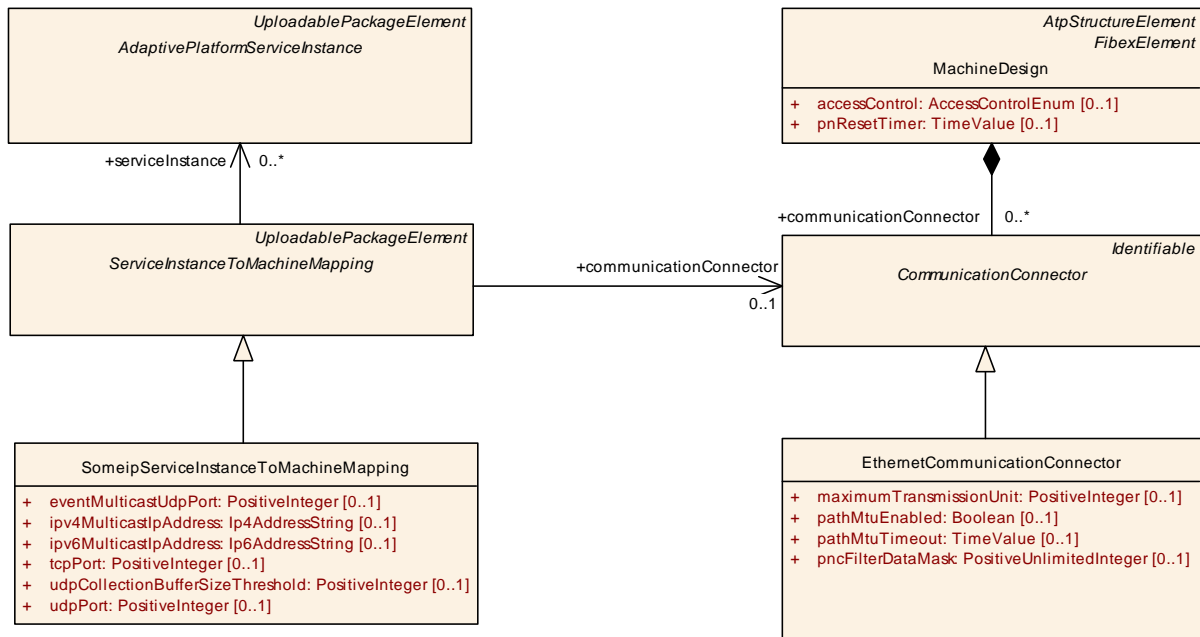 UploadablePackageElement
AdaptivePlatformServiceInstance
AtpStructureElement
FibexElement
MachineDesign
+ accessControl: AccessControlEnum [0..1]
+ pnResetTimer: TimeValue [0..1]
+serviceInstance 0..*
+communicationConnector 0..*
UploadablePackageElement
ServiceInstanceToMachineMapping
+communicationConnector
0..1
Identifiable
CommunicationConnector
SomeipServiceInstanceToMachineMapping
+ eventMulticastUdpPort: PositiveInteger [0..1]
+ ipv4MulticastIpAddress: Ip4AddressString [0..1]
+ ipv6MulticastIpAddress: Ip6AddressString [0..1]
+ tcpPort: PositiveInteger [0..1]
+ udpCollectionBufferSizeThreshold: PositiveInteger [0..1]
+ udpPort: PositiveInteger [0..1]
EthernetCommunicationConnector
+ maximumTransmissionUnit: PositiveInteger [0..1]
+ pathMtuEnabled: Boolean [0..1]
+ pathMtuTimeout: TimeValue [0..1]
+ pncFilterDataMask: PositiveUnlimitedInteger [0..1]